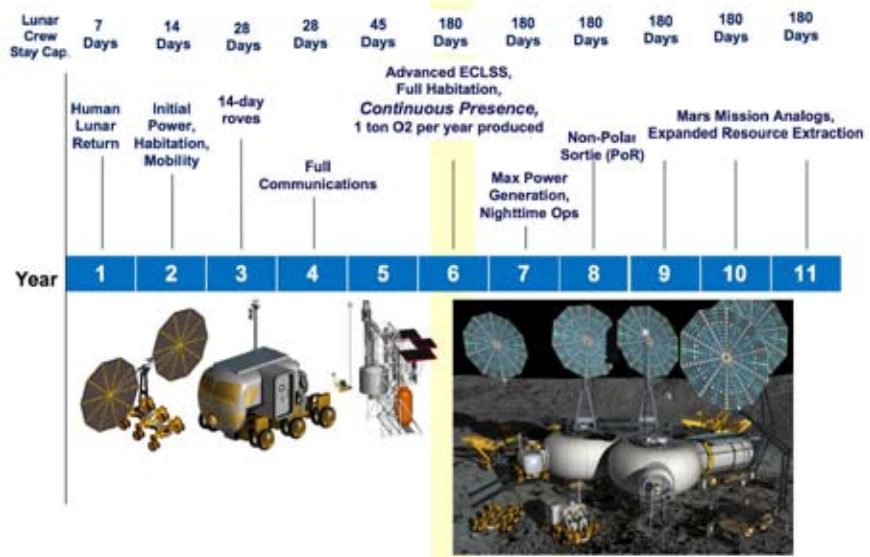 Lunar
Crew
Stay Cap.
7
Days
14
Days
28
Days
28
Days
45
Days
180
Days
180
Days
180
Days
180
Days
180
Days
180
Days
Human
Lunar
Return
Initial
Power,
Habitation,
Mobility
14-day
roves
Full
Communications
Advanced ECLSS,
Full Habitation,
Continuous Presence,
1 ton O2 per year produced
Max Power
Generation,
Nighttime Ops
Non-Polar
Sortie (PoR)
Mars Mission Analogs,
Expanded Resource Extraction
Year 1 2 3 4 5 6 7 8 9 10 11